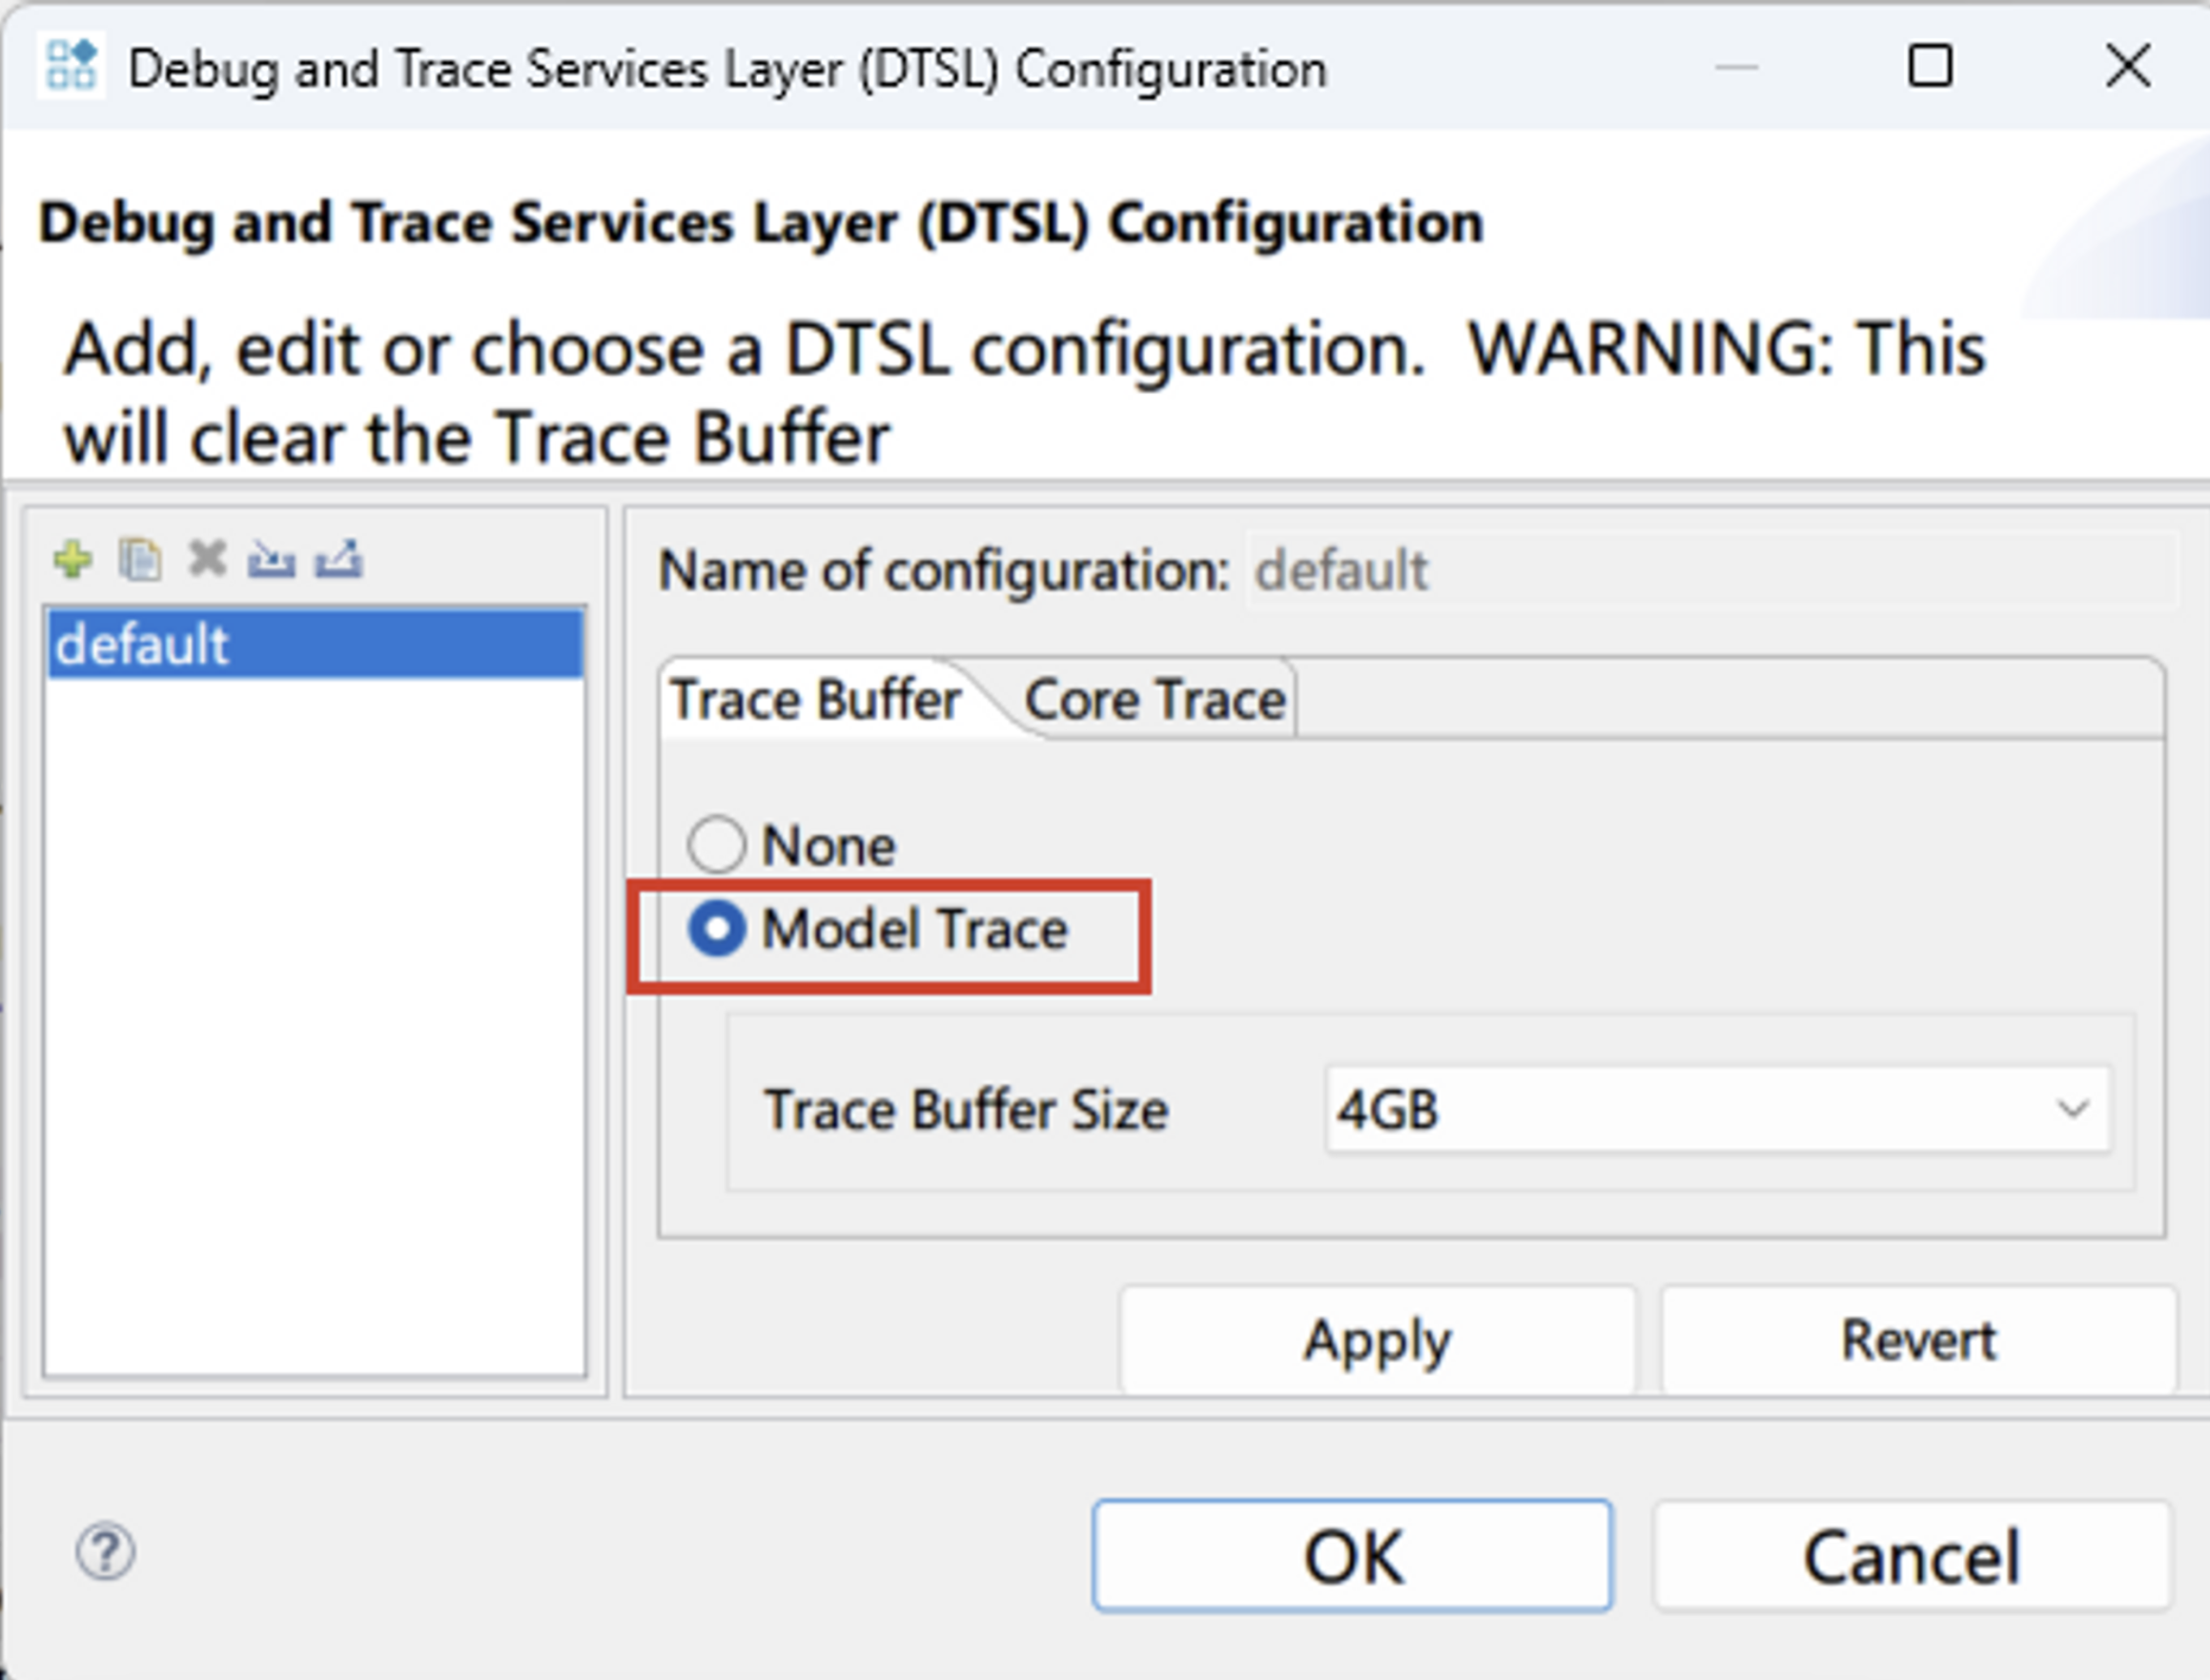 Debug and Trace Services Layer (DTSL) Configuration
Debug and Trace Services Layer (DTSL) Configuration
Add, edit or choose a DTSL configuration.  WARNING: This
will clear the Trace Buffer
Name of configuration: default
default
Trace Buffer
Core Trace
None
Model Trace
Trace Buffer Size
4GB
Apply
Revert
?
OK
Cancel